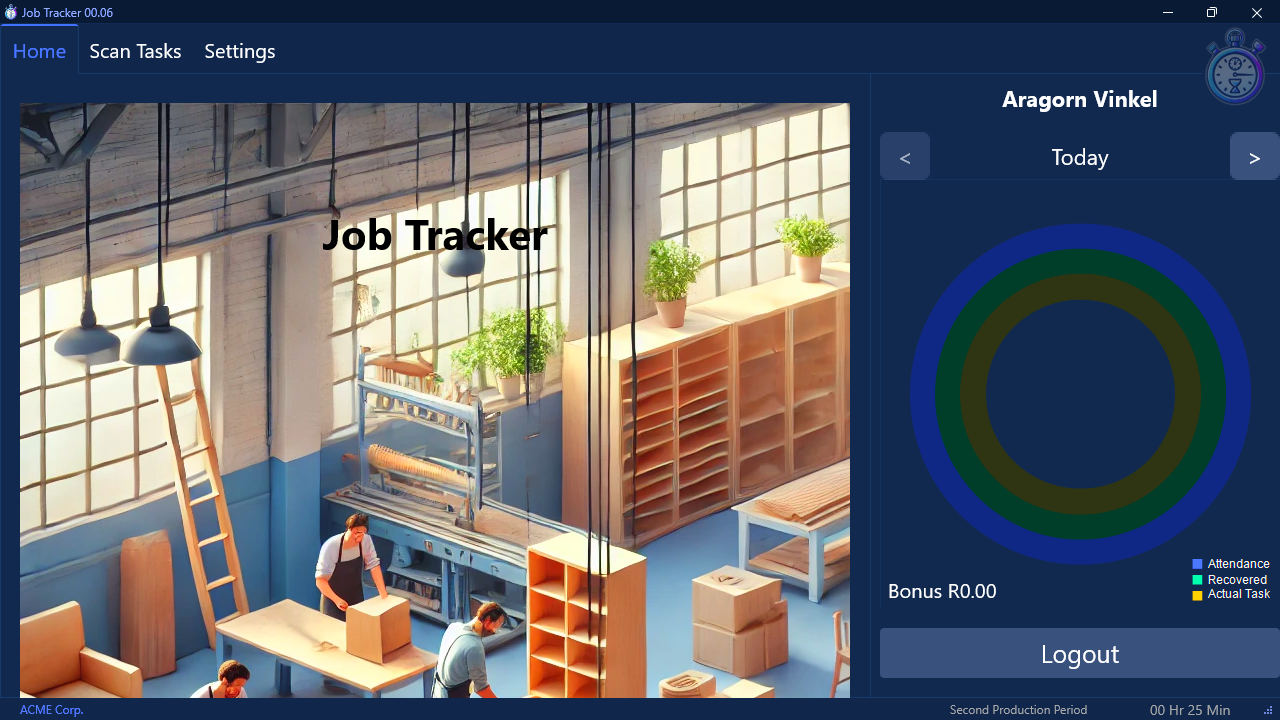 Job Tracker 00.06
Home Scan Tasks Settings
Aragorn Vinkel
< Today >
Job Tracker
Attendance
Recovered
Actual Task
Bonus R0.00
Logout
ACME Corp. Second Production Period 00 Hr 25 Min